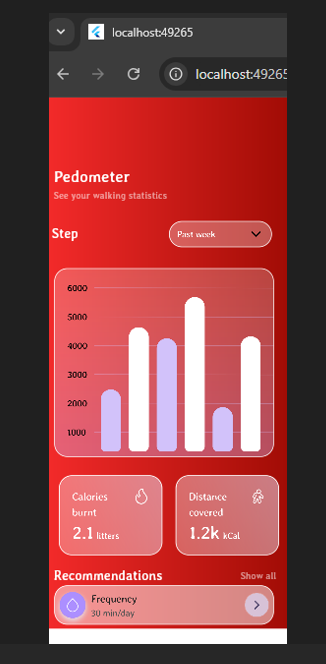 localhost:49265
localhost:49265
Pedometer
See your walking statistics
Step
Past week
6000
5000
4000
3000
2000
1000
Calories
burnt
2.1 litters
Distance
covered
1.2k kCal
Recommendations
Show all
Frequency
30 min/day